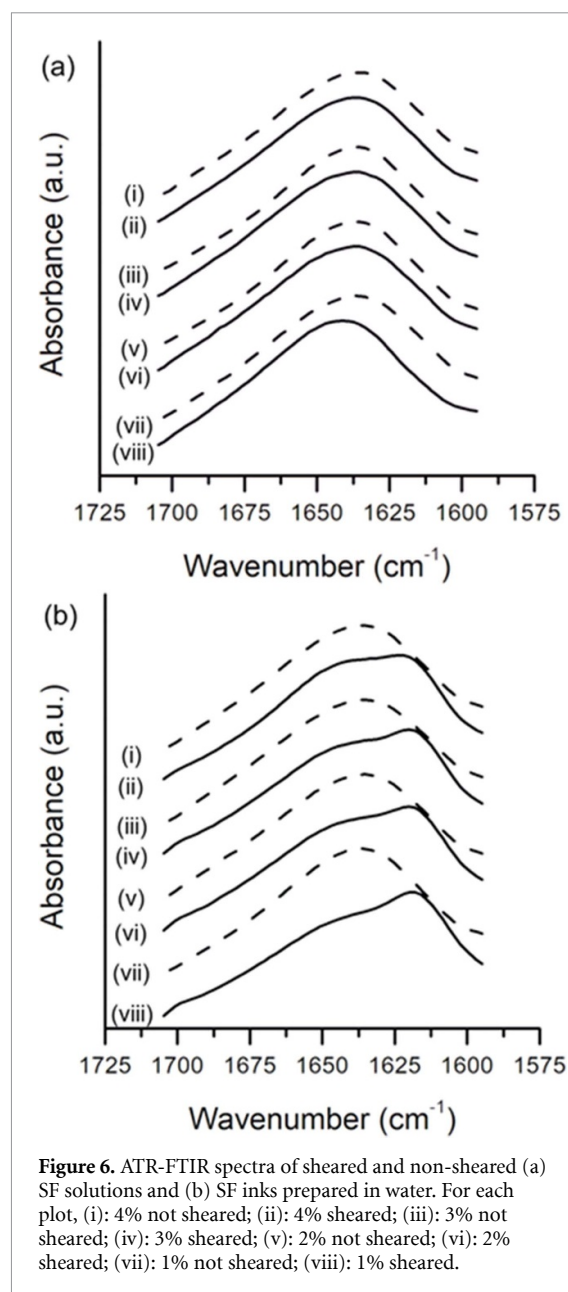 (a)
Absorbance (a.u.)
(i)
(ii)
(iii)
(iv)
(v)
(vi)
(vii)
(viii)
1725 1700 1675 1650 1625 1600 1575
Wavenumber (cm⁻¹)
(b)
Absorbance (a.u.)
(i)
(ii)
(iii)
(iv)
(v)
(vi)
(vii)
(viii)
1725 1700 1675 1650 1625 1600 1575
Wavenumber (cm⁻¹)
Figure 6. ATR-FTIR spectra of sheared and non-sheared (a)
SF solutions and (b) SF inks prepared in water. For each
plot, (i): 4% not sheared; (ii): 4% sheared; (iii): 3% not
sheared; (iv): 3% sheared; (v): 2% not sheared; (vi): 2%
sheared; (vii): 1% not sheared; (viii): 1% sheared.